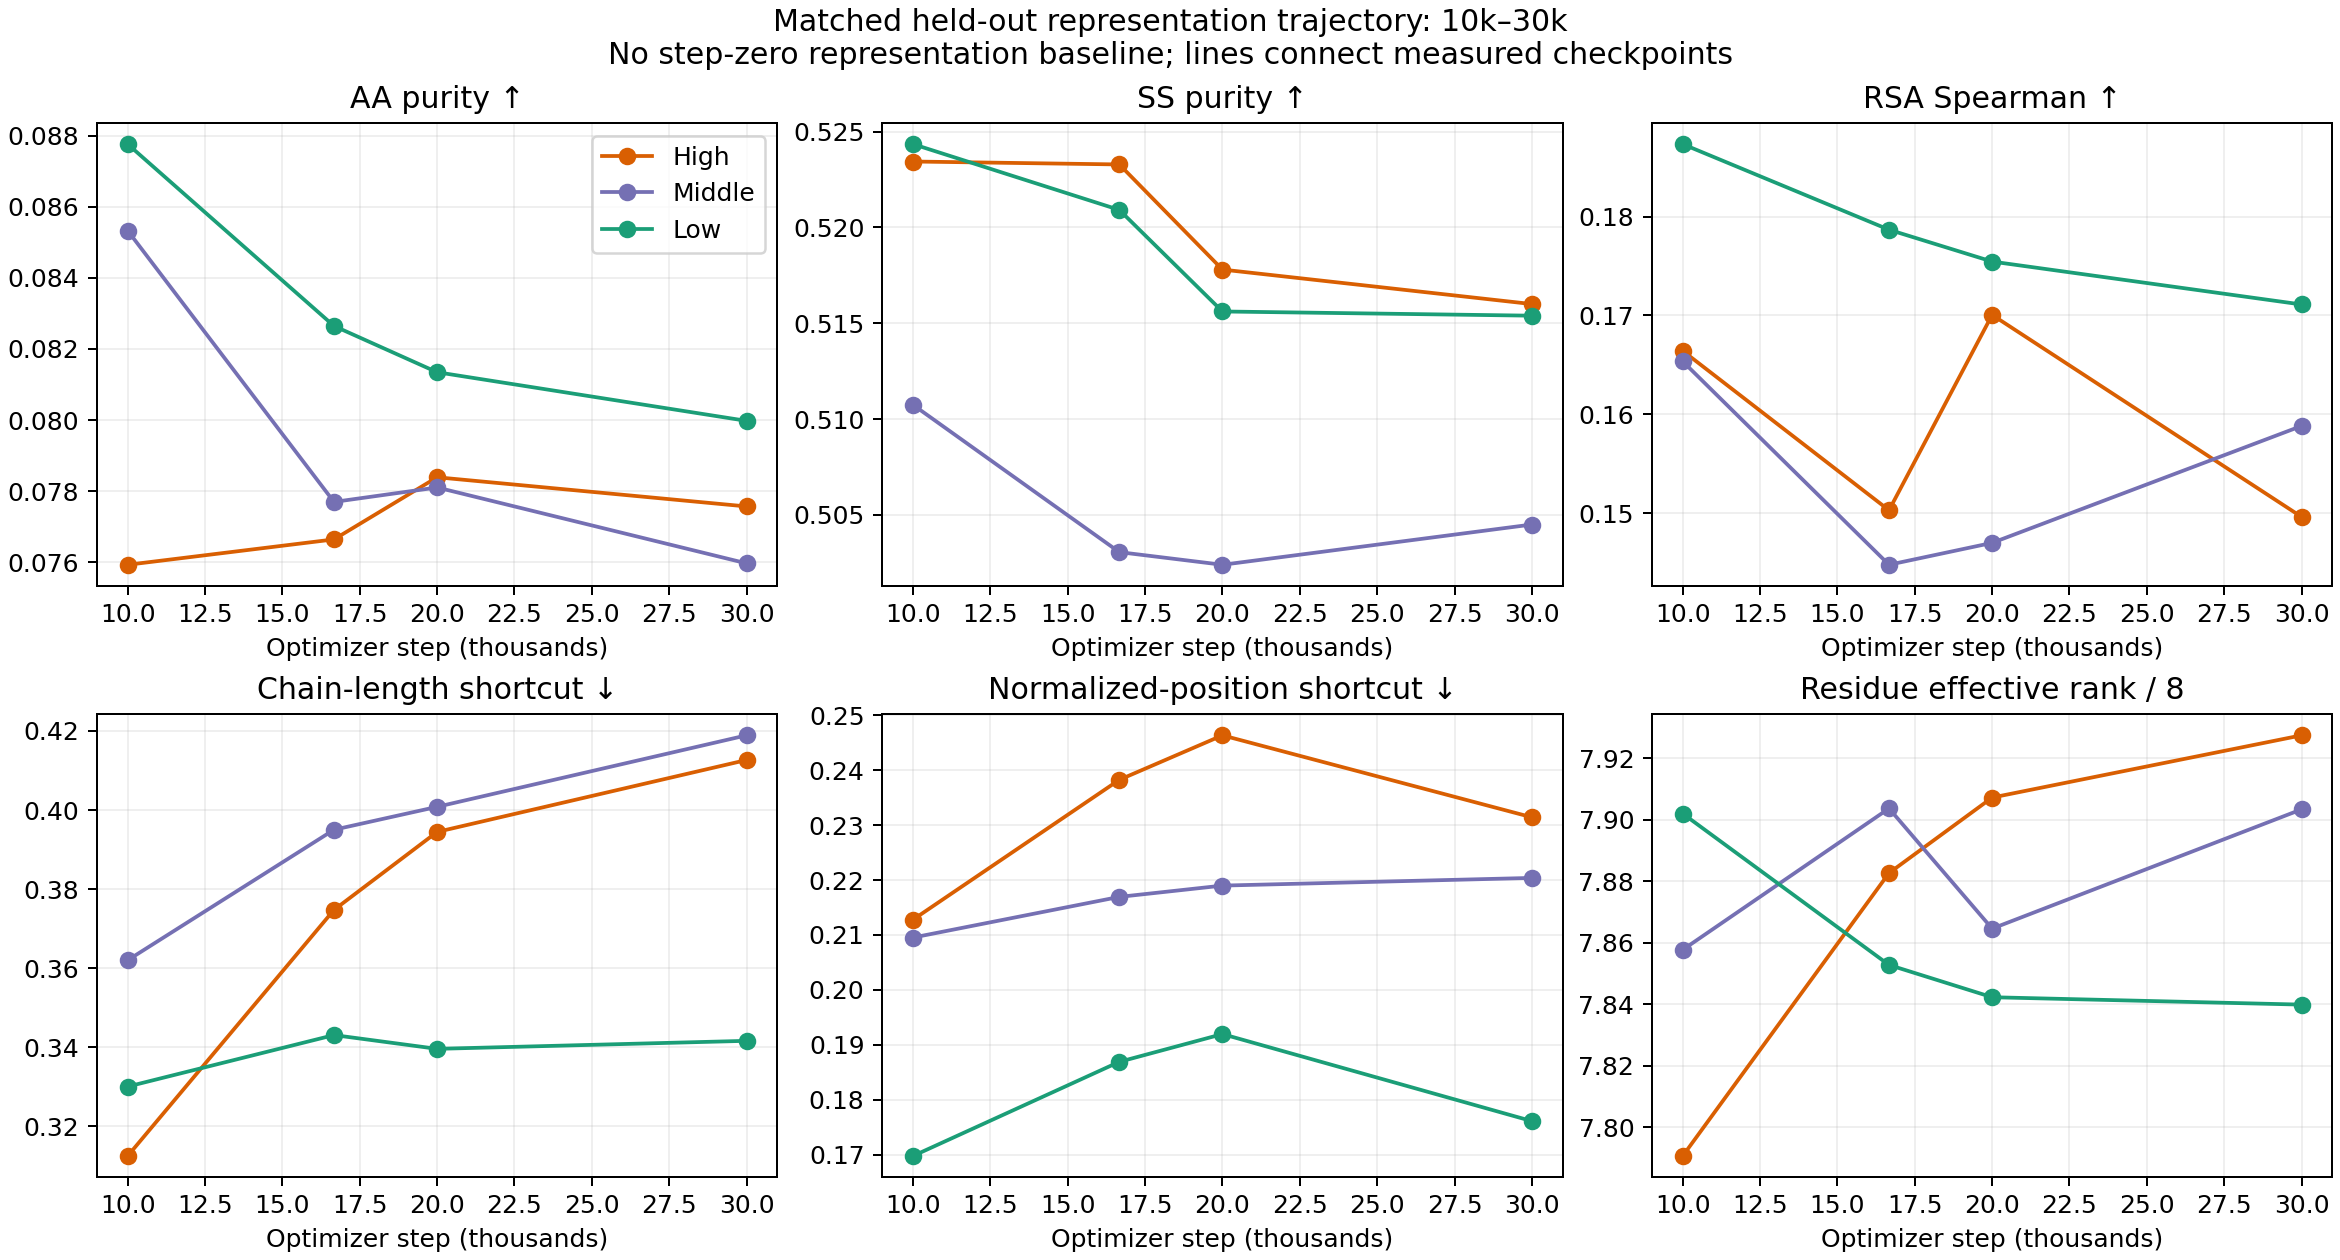 Matched held-out representation trajectory: 10k–30k
No step-zero representation baseline; lines connect measured checkpoints
AA purity ↑
0.088
0.086
0.084
0.082
0.080
0.078
0.076
High
Middle
Low
10.0 12.5 15.0 17.5 20.0 22.5 25.0 27.5 30.0
Optimizer step (thousands)
SS purity ↑
0.525
0.520
0.515
0.510
0.505
10.0 12.5 15.0 17.5 20.0 22.5 25.0 27.5 30.0
Optimizer step (thousands)
RSA Spearman ↑
0.18
0.17
0.16
0.15
10.0 12.5 15.0 17.5 20.0 22.5 25.0 27.5 30.0
Optimizer step (thousands)
Chain-length shortcut ↓
0.42
0.40
0.38
0.36
0.34
0.32
10.0 12.5 15.0 17.5 20.0 22.5 25.0 27.5 30.0
Optimizer step (thousands)
Normalized-position shortcut ↓
0.25
0.24
0.23
0.22
0.21
0.20
0.19
0.18
0.17
10.0 12.5 15.0 17.5 20.0 22.5 25.0 27.5 30.0
Optimizer step (thousands)
Residue effective rank / 8
7.92
7.90
7.88
7.86
7.84
7.82
7.80
10.0 12.5 15.0 17.5 20.0 22.5 25.0 27.5 30.0
Optimizer step (thousands)